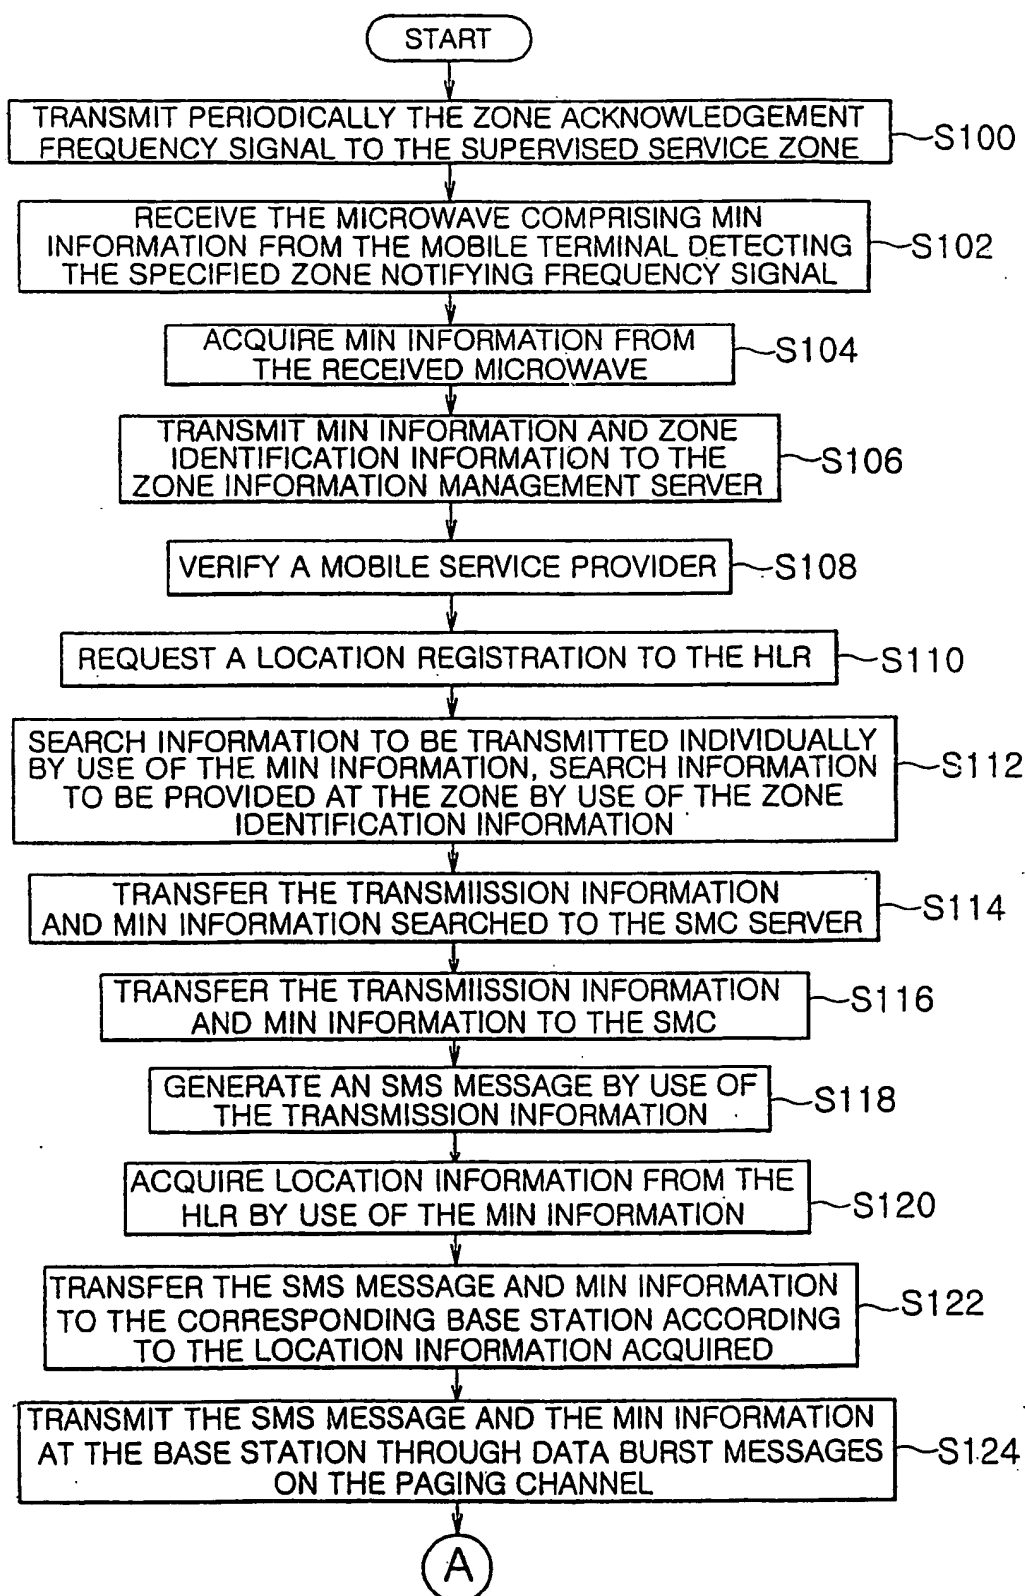 START
TRANSMIT PERIODICALLY THE ZONE ACKNOWLEDGEMENT
FREQUENCY SIGNAL TO THE SUPERVISED SERVICE ZONE
S100
RECEIVE THE MICROWAVE COMPRISING MIN
INFORMATION FROM THE MOBILE TERMINAL DETECTING
THE SPECIFIED ZONE NOTIFYING FREQUENCY SIGNAL
S102
ACQUIRE MIN INFORMATION FROM
THE RECEIVED MICROWAVE
S104
TRANSMIT MIN INFORMATION AND ZONE
IDENTIFICATION INFORMATION TO THE
ZONE INFORMATION MANAGEMENT SERVER
S106
VERIFY A MOBILE SERVICE PROVIDER
S108
REQUEST A LOCATION REGISTRATION TO THE HLR
S110
SEARCH INFORMATION TO BE TRANSMITTED INDIVIDUALLY
BY USE OF THE MIN INFORMATION, SEARCH INFORMATION
TO BE PROVIDED AT THE ZONE BY USE OF THE ZONE
IDENTIFICATION INFORMATION
S112
TRANSFER THE TRANSMIISSION INFORMATION
AND MIN INFORMATION SEARCHED TO THE SMC SERVER
S114
TRANSFER THE TRANSMIISSION INFORMATION
AND MIN INFORMATION TO THE SMC
S116
GENERATE AN SMS MESSAGE BY USE OF
THE TRANSMISSION INFORMATION
S118
ACQUIRE LOCATION INFORMATION FROM THE
HLR BY USE OF THE MIN INFORMATION
S120
TRANSFER THE SMS MESSAGE AND MIN INFORMATION
TO THE CORRESPONDING BASE STATION ACCORDING
TO THE LOCATION INFORMATION ACQUIRED
S122
TRANSMIT THE SMS MESSAGE AND THE MIN INFORMATION
AT THE BASE STATION THROUGH DATA BURST MESSAGES
ON THE PAGING CHANNEL
S124
A